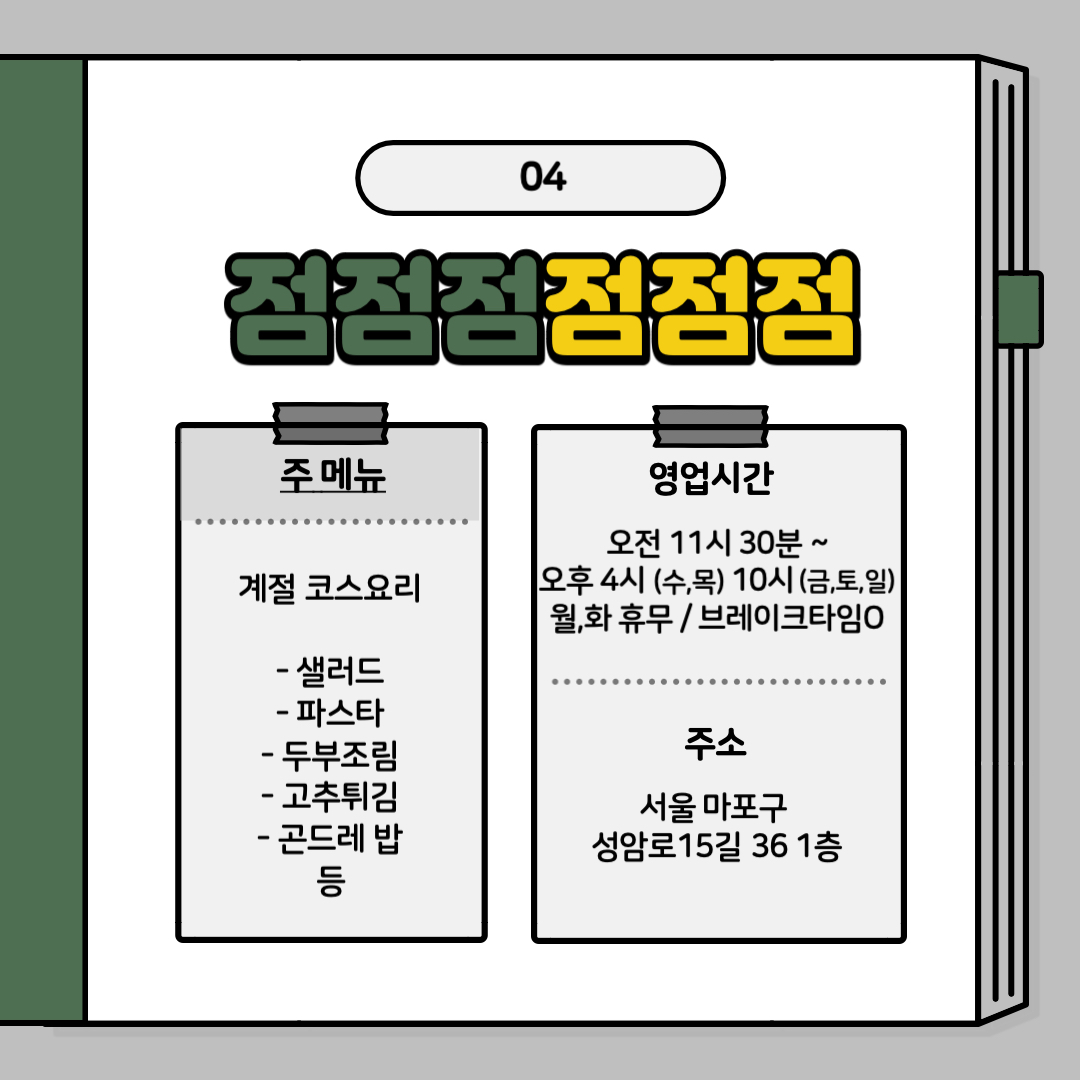 04
점점점점점점
주 메뉴
계절 코스요리
- 샐러드
- 파스타
- 두부조림
- 고추튀김
- 곤드레 밥
등
영업시간
오전 11시 30분 ~
오후 4시 (수,목) 10시 (금,토,일)
월,화 휴무 / 브레이크타임O
주소
서울 마포구
성암로15길 36 1층